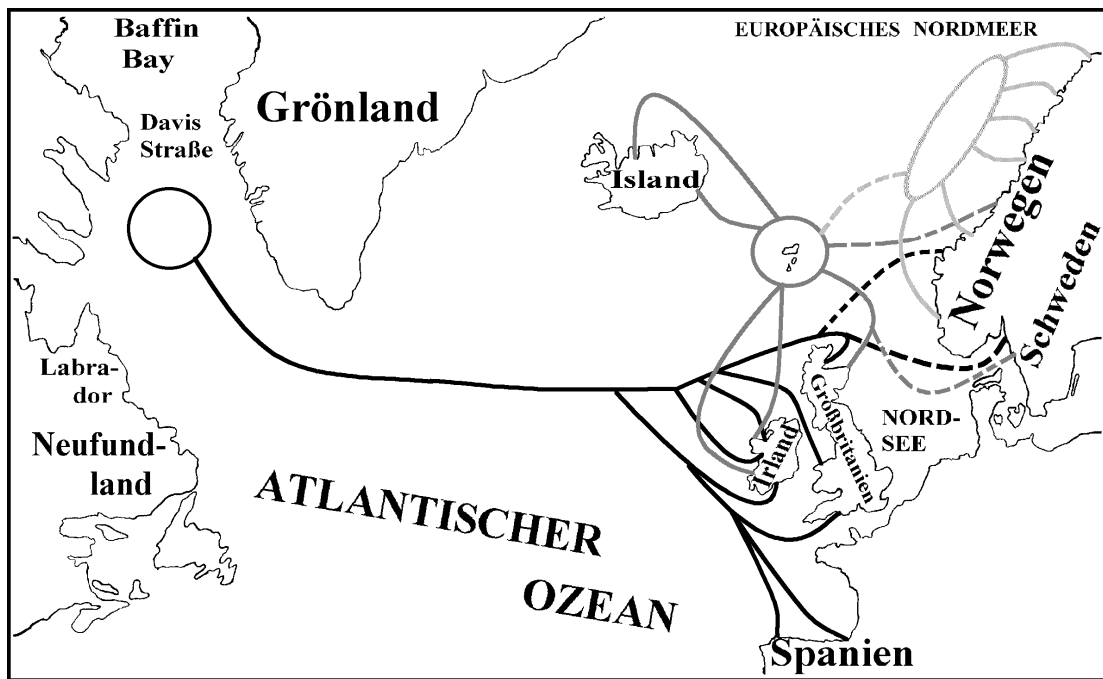 Baffin
Bay
EUROPÄISCHES NORDMEER
Grönland
Davis
Straße
Island
Norwegen
Schweden
Labra-
dor
Großbritanien
NORD-
SEE
Neufund-
land
Irland
ATLANTISCHER
OZEAN
Spanien